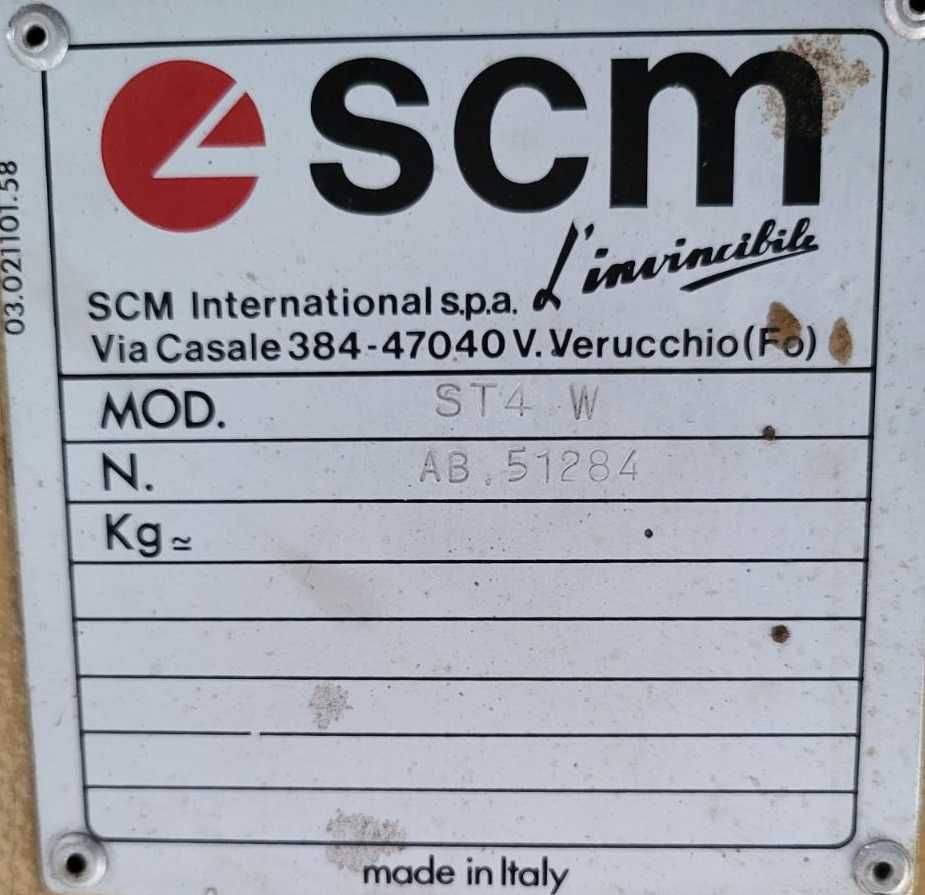 scm
L'invincibile
SCM International s.p.a.
Via Casale 384-47040 V. Verucchio (Fo)
MOD. ST4 W
N. AB.51284
Kg ≃
made in Italy
03.021101.58